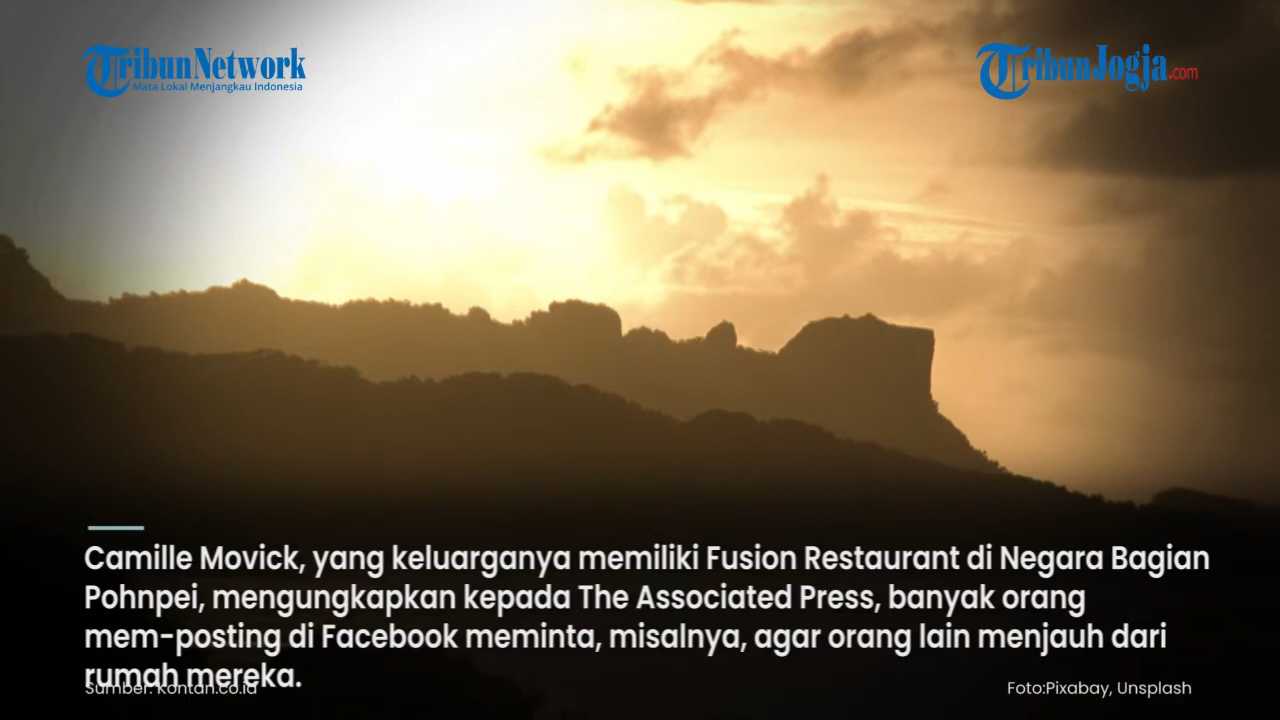 TribunNetwork
Mata Lokal Menjangkau Indonesia
TribunJogja.com
Camille Movick, yang keluarganya memiliki Fusion Restaurant di Negara Bagian
Pohnpei, mengungkapkan kepada The Associated Press, banyak orang
mem-posting di Facebook meminta, misalnya, agar orang lain menjauh dari
rumah mereka.
Sumber: Kontan.co.id
Foto:Pixabay, Unsplash